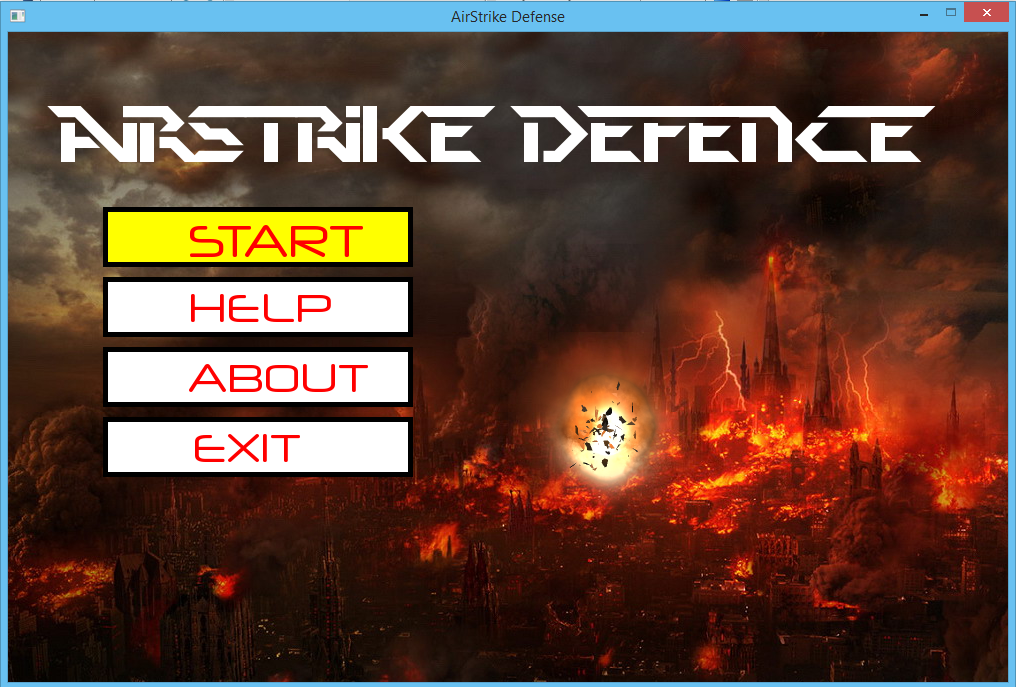 AirStrike Defense
AIRSTRIKE DEFENCE
START
HELP
ABOUT
EXIT